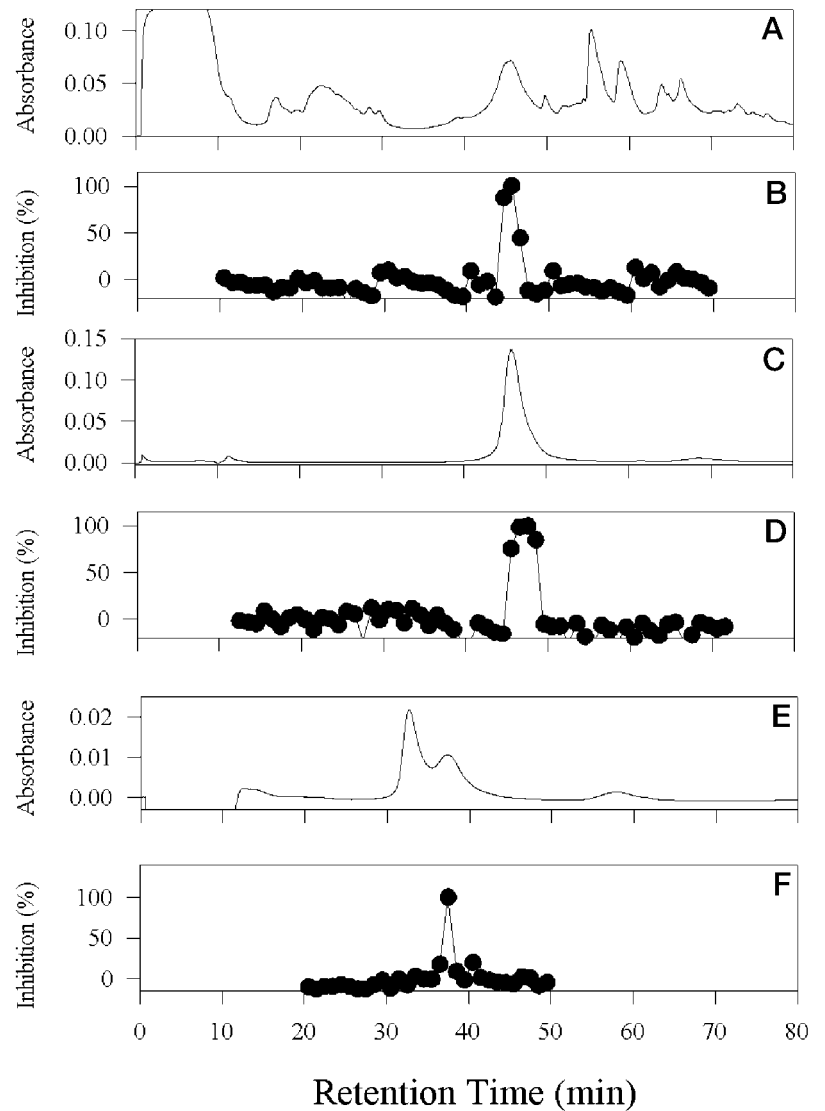 A
Absorbance
0.10
0.05
0.00
B
Inhibition (%)
100
50
0
C
Absorbance
0.15
0.10
0.05
0.00
D
Inhibition (%)
100
50
0
E
Absorbance
0.02
0.01
0.00
F
Inhibition (%)
100
50
0
0 10 20 30 40 50 60 70 80
Retention Time (min)